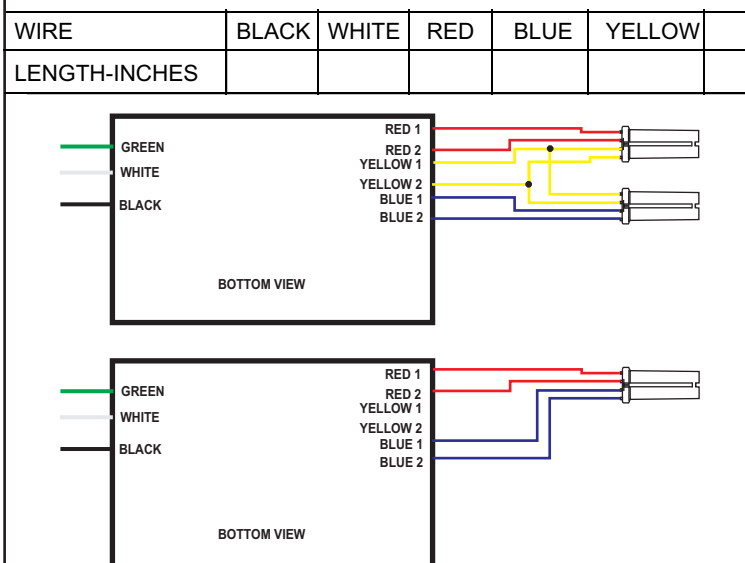 WIRE BLACK WHITE RED BLUE YELLOW
LENGTH-INCHES
RED 1
GREEN
RED 2
YELLOW 1
WHITE
YELLOW 2
BLUE 1
BLACK
BLUE 2
BOTTOM VIEW
RED 1
GREEN
RED 2
YELLOW 1
WHITE
YELLOW 2
BLUE 1
BLACK
BLUE 2
BOTTOM VIEW